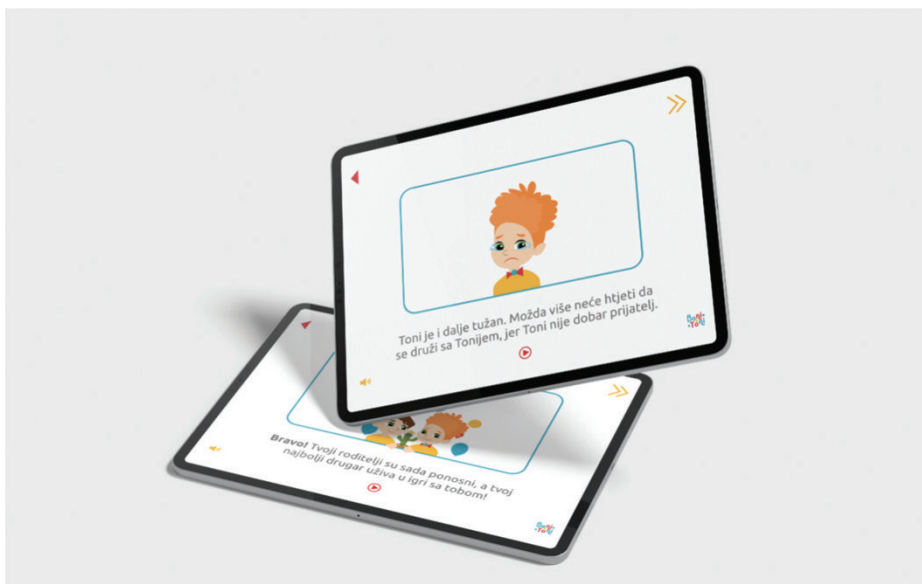 Toni je i dalje tužan. Možda više neće htjeti da
se druži sa Tonijem, jer Toni nije dobar prijatelj.
Bravo! Tvoji roditelji su sada ponosni, a tvoj
najbolji drugar uživa u igri sa tobom!